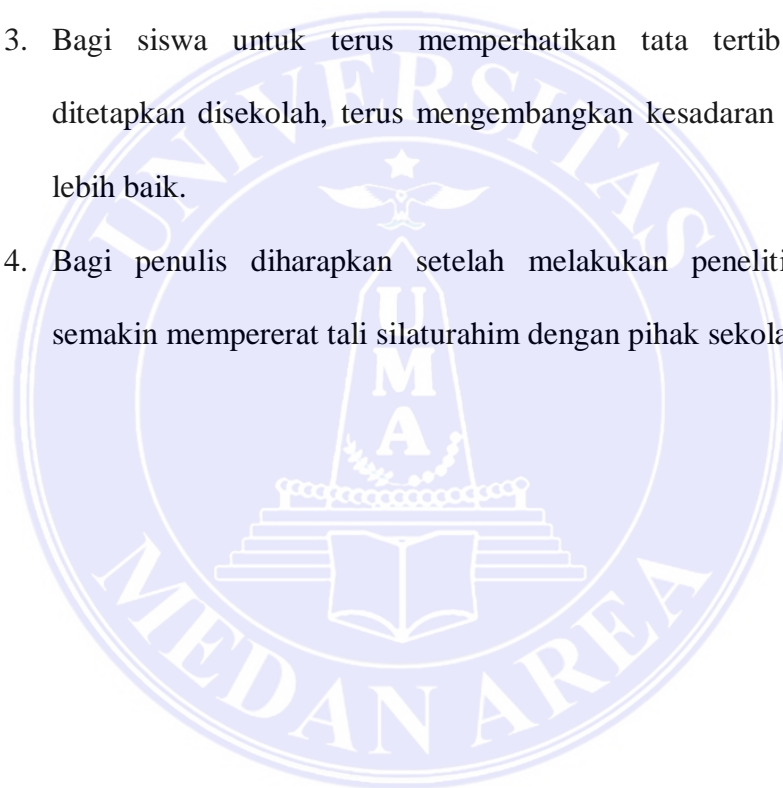 3. Bagi siswa untuk terus memperhatikan tata tertib
ditetapkan disekolah, terus mengembangkan kesadaran
lebih baik.
4. Bagi penulis diharapkan setelah melakukan peneliti
semakin mempererat tali silaturahim dengan pihak sekola
UNIVERSITAS
UMA
MEDAN AREA